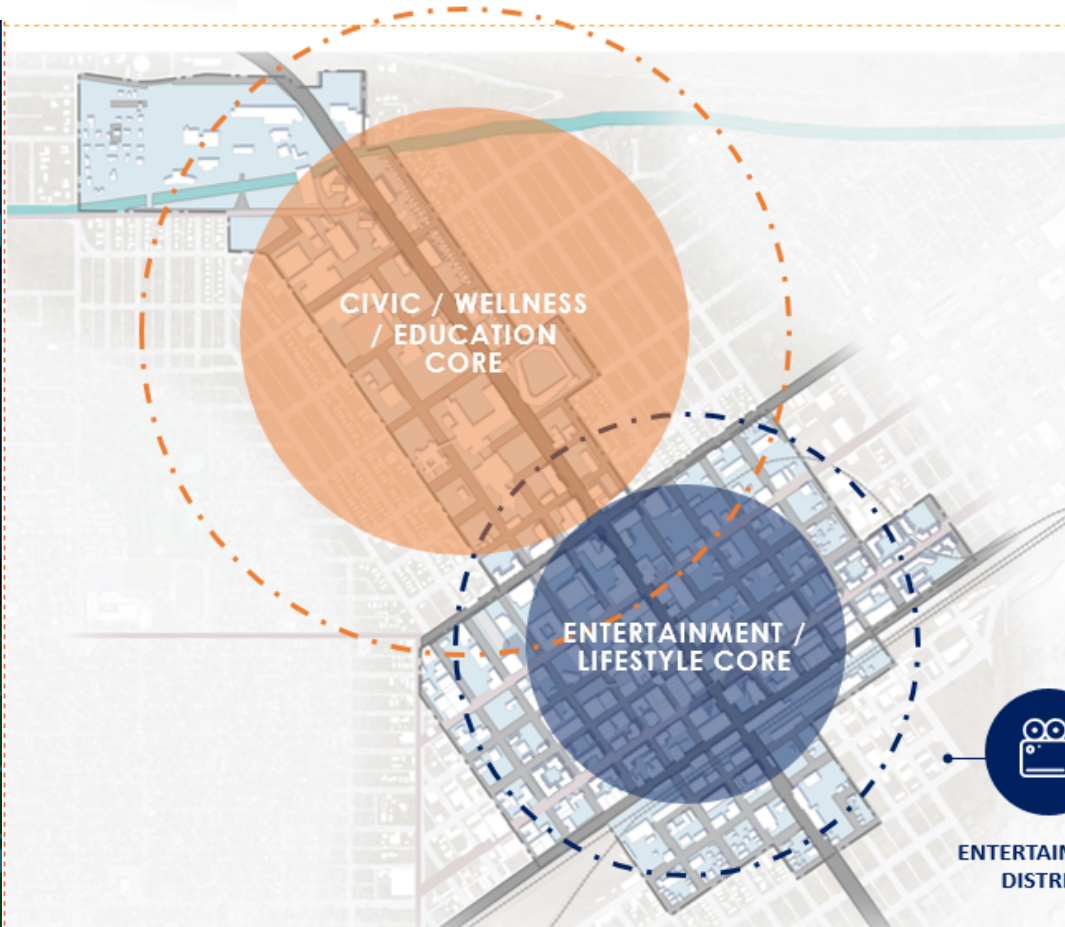 CIVIC / WELLNESS
/ EDUCATION
CORE
ENTERTAINMENT /
LIFESTYLE CORE